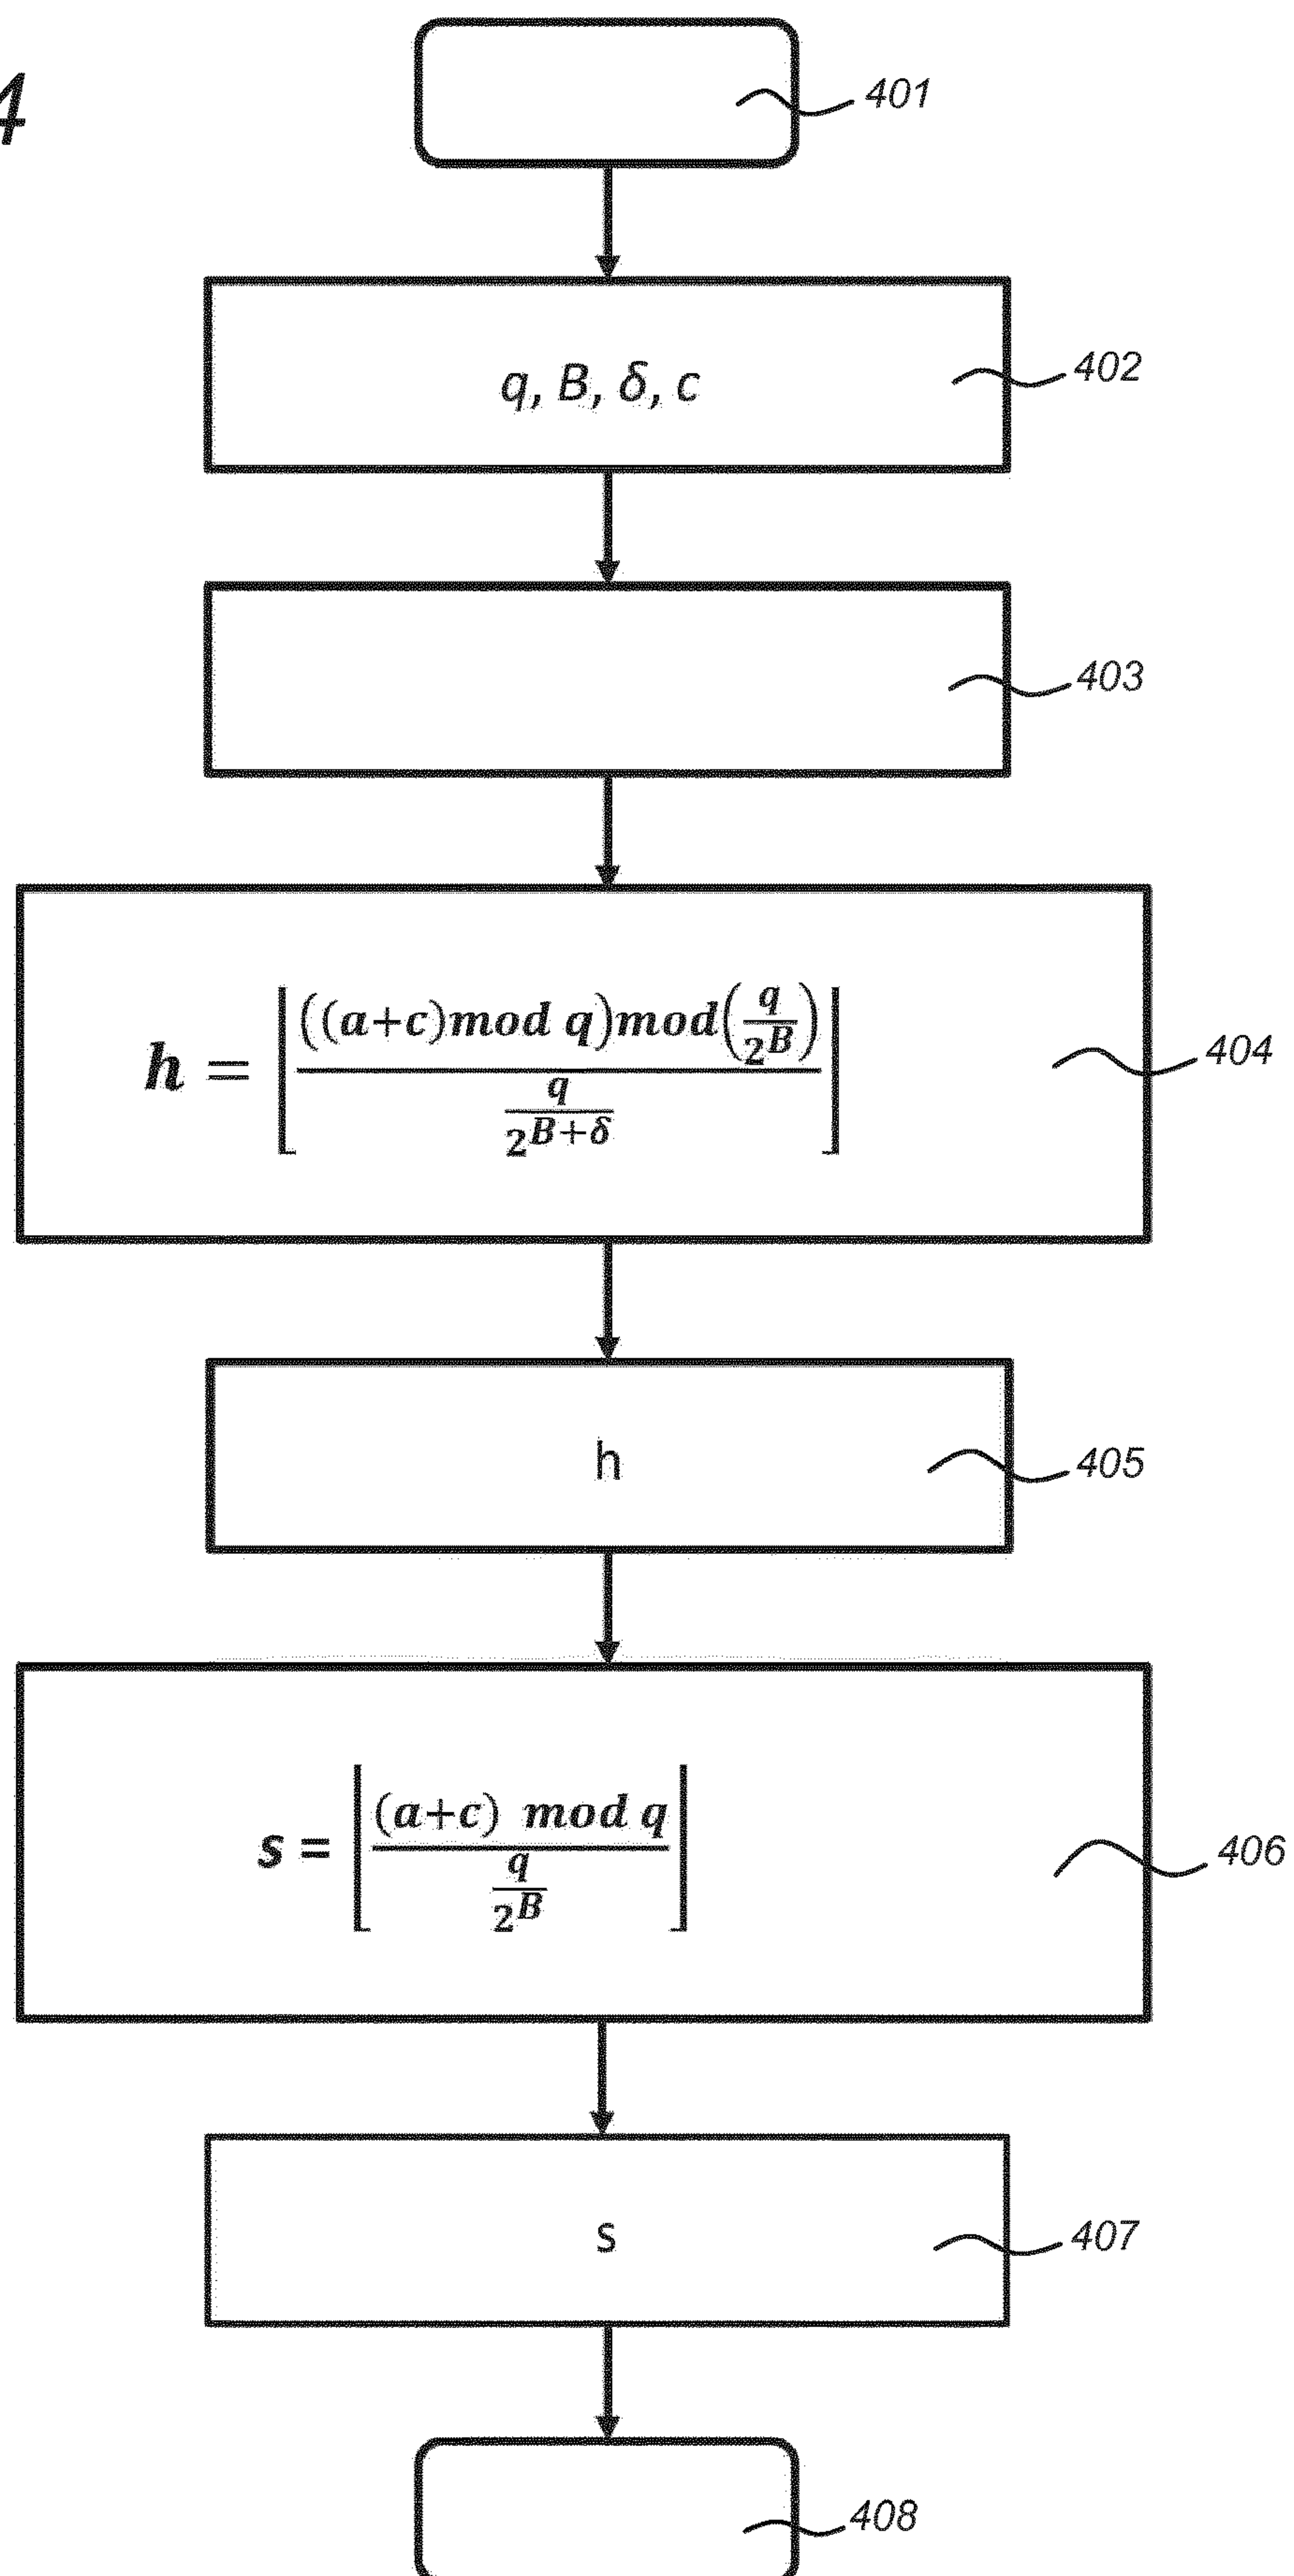 4
401
q, B, δ, c
402
403
h = ⌊((a+c)mod q)mod(q/2^B) / q/2^(B+δ)⌋
404
h
405
s = ⌊(a+c) mod q / q/2^B⌋
406
s
407
408